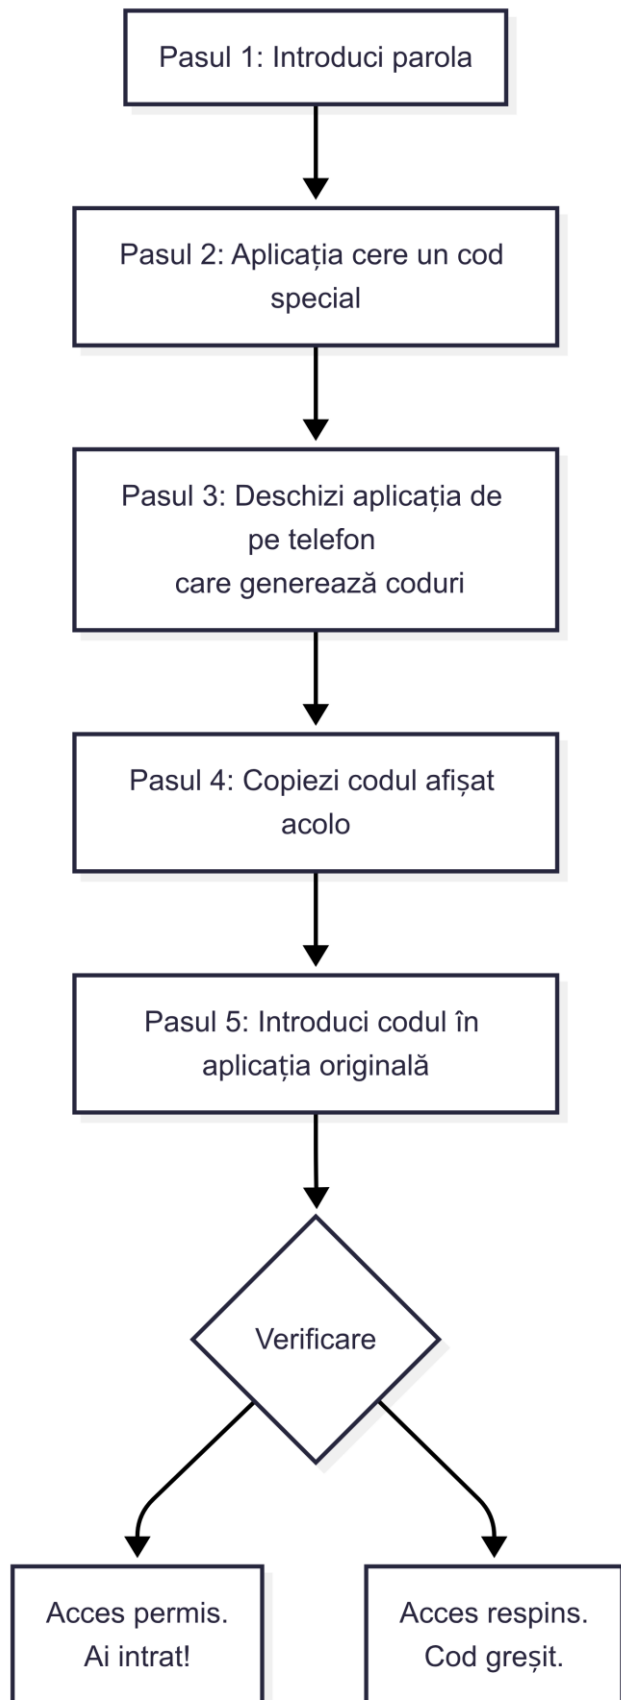 Pasul 1: Introduci parola
Pasul 2: Aplicația cere un cod
special
Pasul 3: Deschizi aplicația de
pe telefon
care generează coduri
Pasul 4: Copiezi codul afișat
acolo
Pasul 5: Introduci codul în
aplicația originală
Verificare
Acces permis.
Ai intrat!
Acces respins.
Cod greșit.